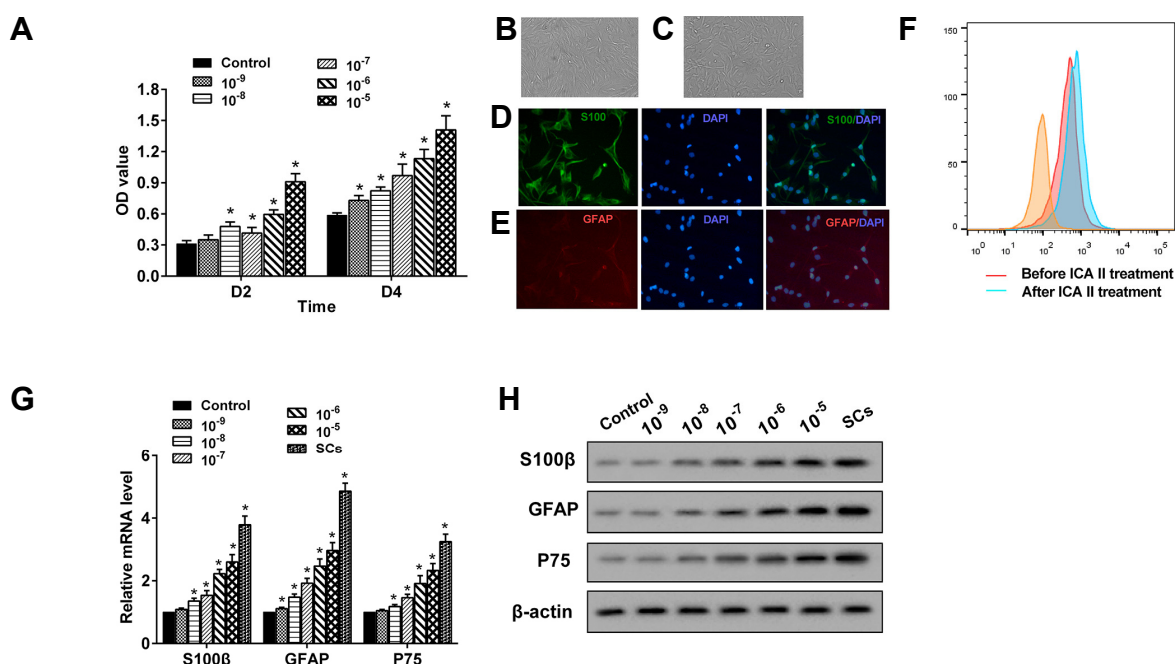 A
Control
10-9
10-8
10-7
10-6
10-5
1.8
1.5
1.2
0.9
0.6
0.3
0.0
OD value
* * * *
* * * * *
D2 D4
Time
B
C
D
S100 DAPI S100/DAPI
E
GFAP DAPI GFAP/DAPI
F
150
100
50
0
10^0 10^1 10^2 10^3 10^4 10^5
Before ICA II treatment
After ICA II treatment
G
Control
10-9
10-8
10-7
10-6
10-5
SCs
6
4
2
0
Relative mRNA level
* * * * *
* * * * * *
* * * * *
S100β GFAP P75
H
Control 10-9 10-8 10-7 10-6 10-5 SCs
S100β
GFAP
P75
β-actin